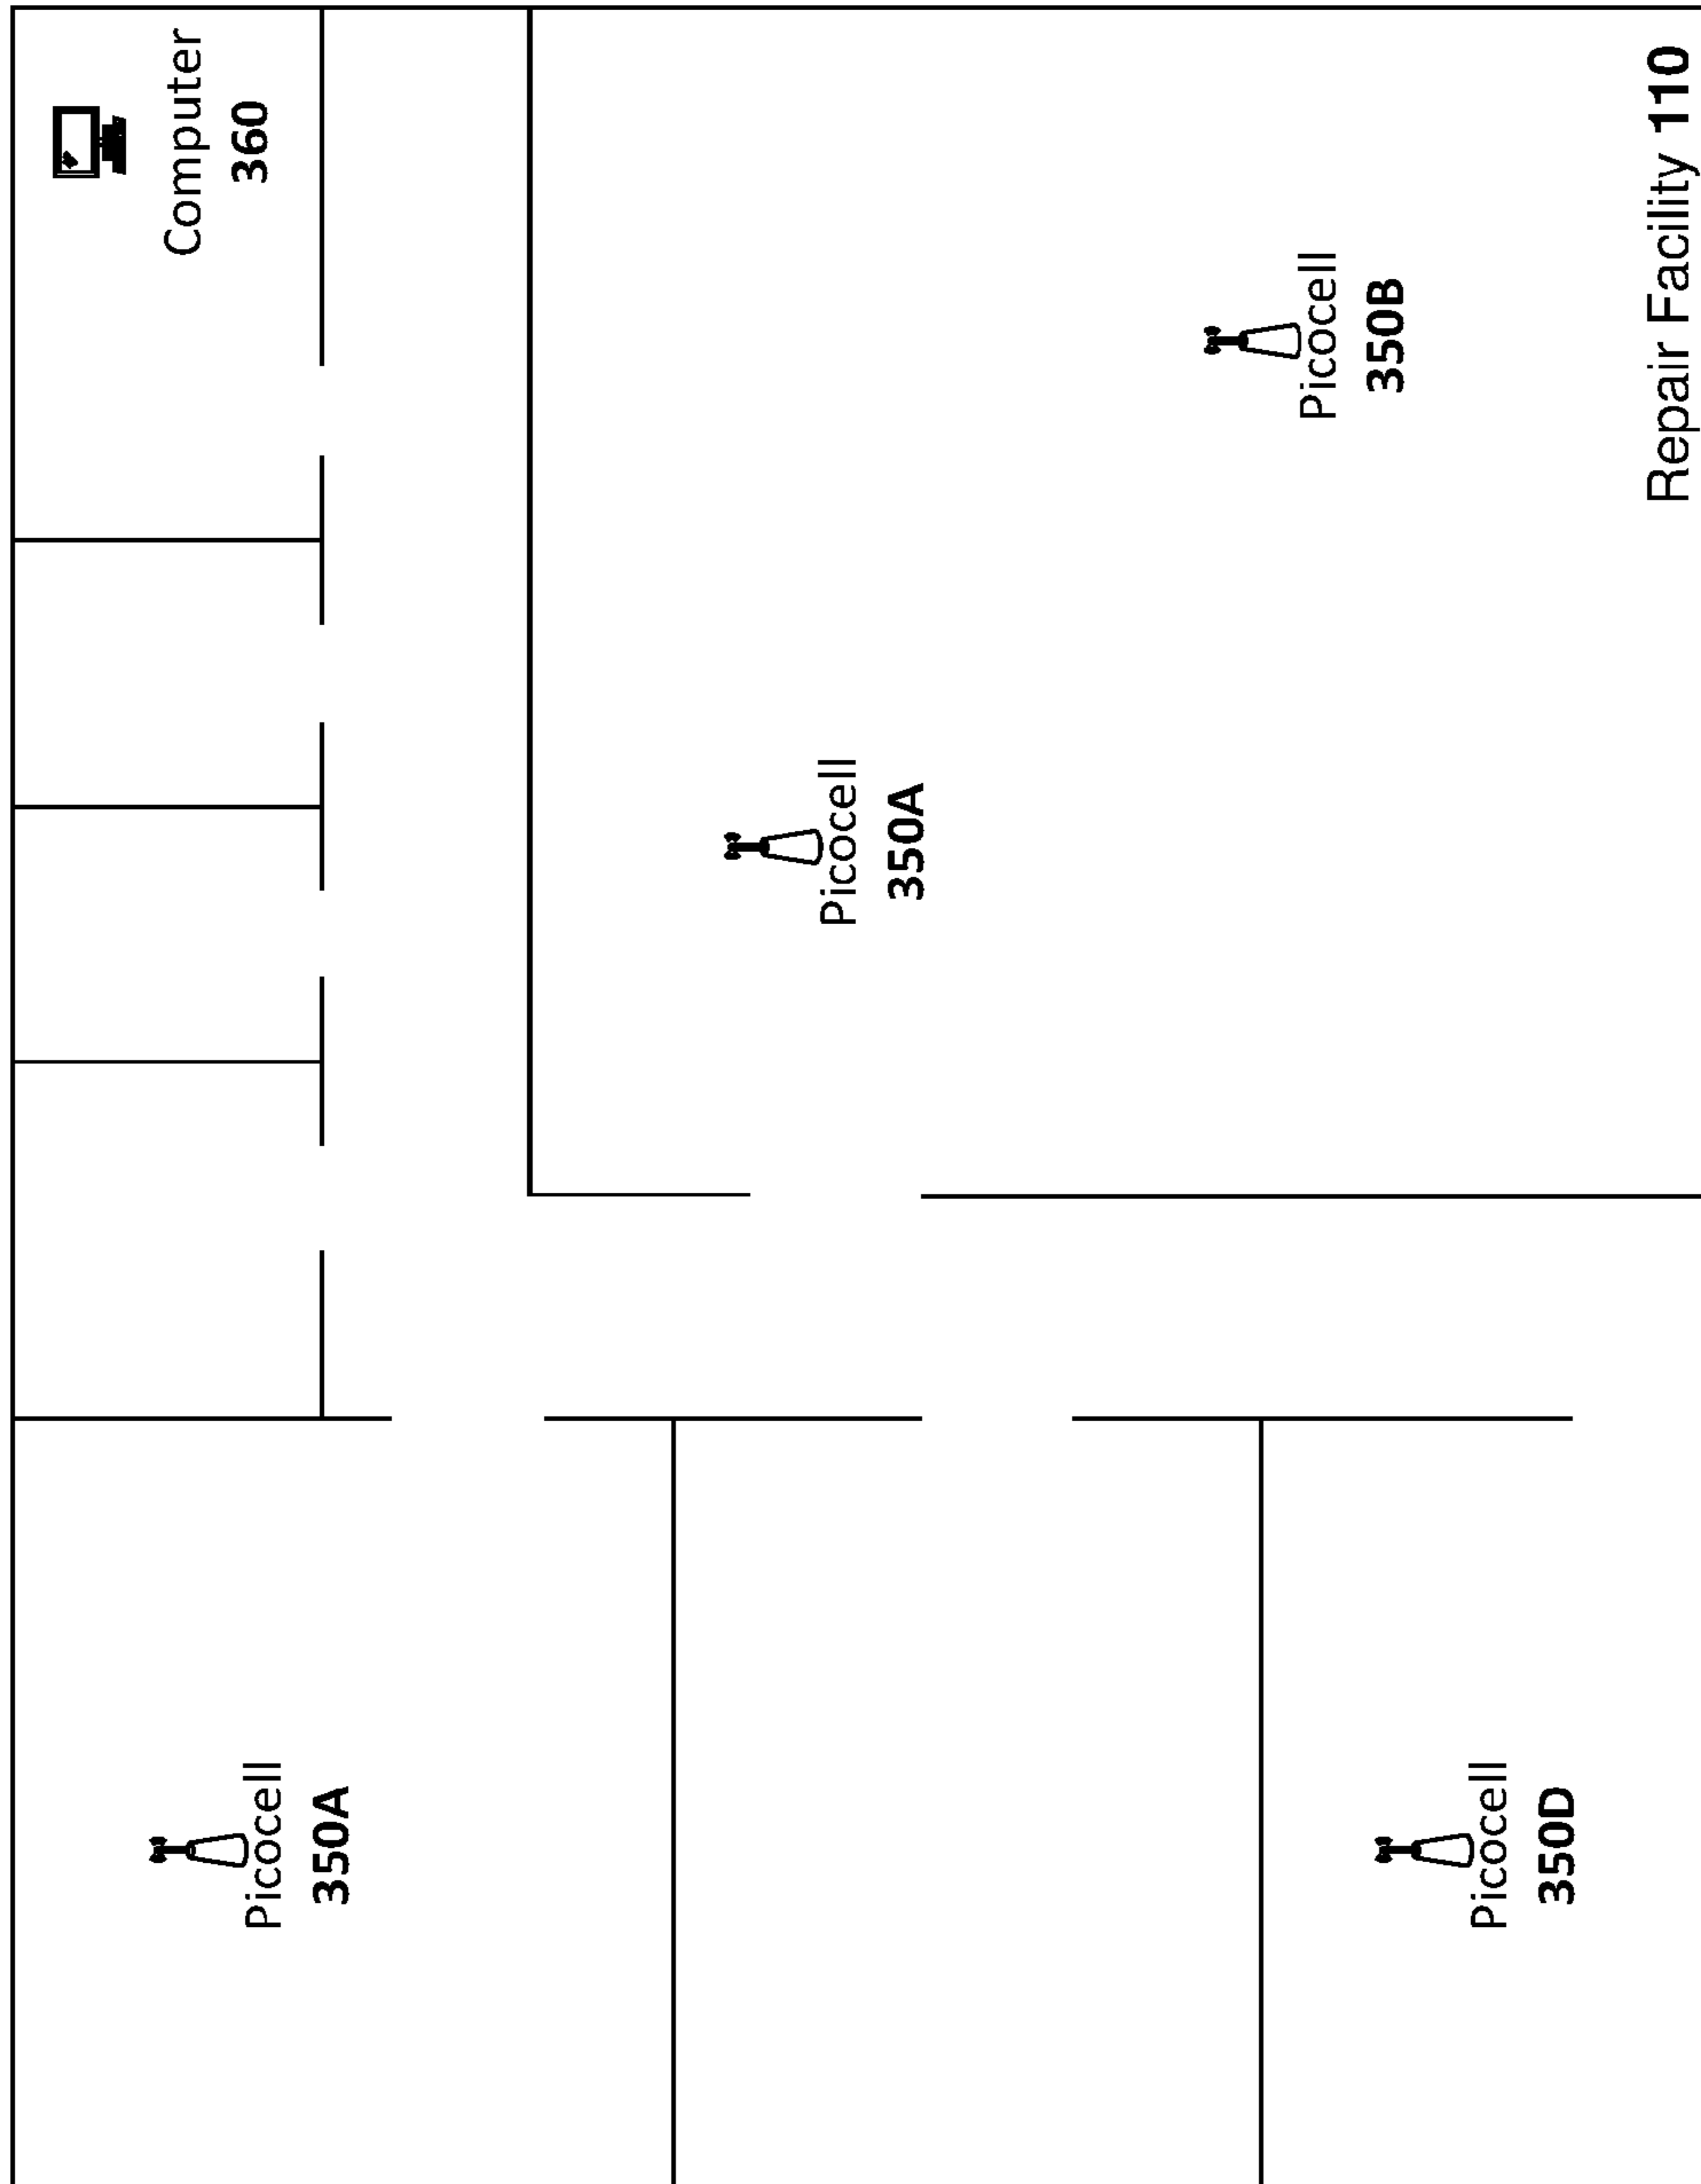 Computer
360
Picocell
350A
Picocell
350A
Picocell
350B
Picocell
350D
Repair Facility 110